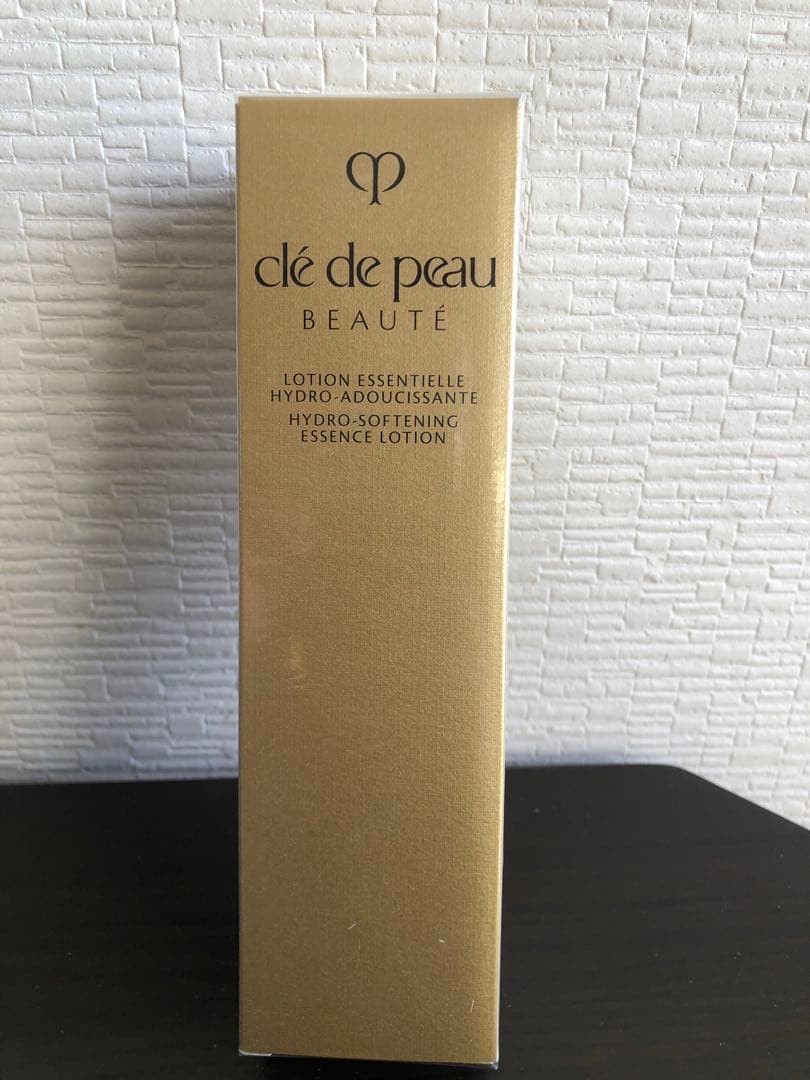 clé de peau
BEAUTÉ
LOTION ESSENTIELLE
HYDRO-ADOUCISSANTE
HYDRO-SOFTENING
ESSENCE LOTION